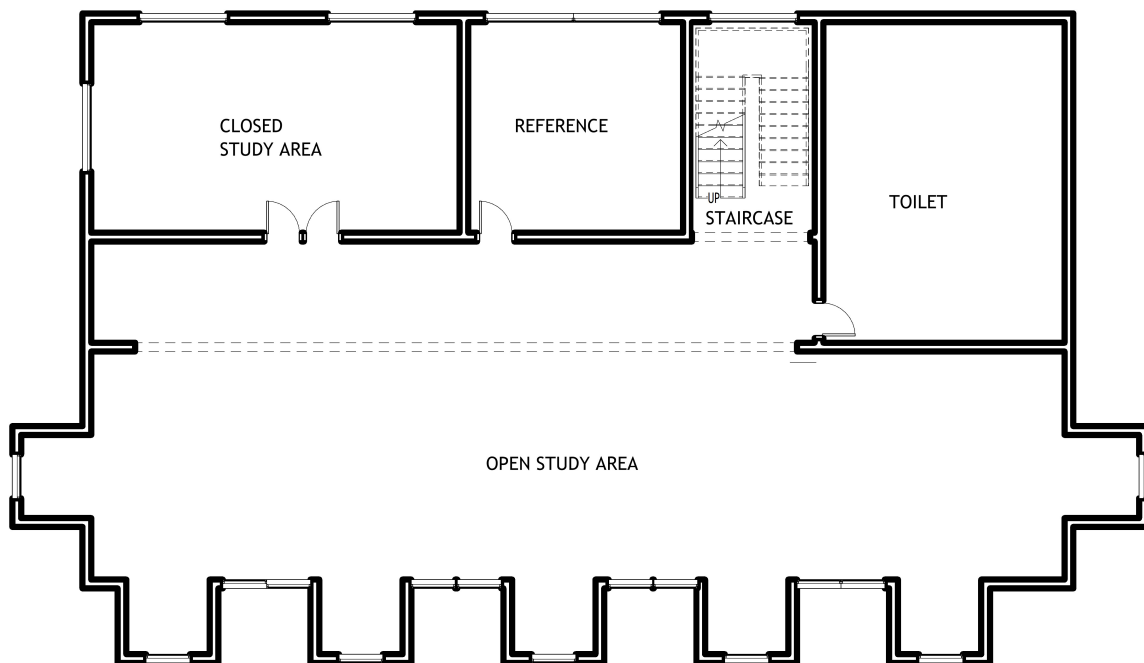 CLOSED
STUDY AREA
REFERENCE
UP
STAIRCASE
TOILET
OPEN STUDY AREA